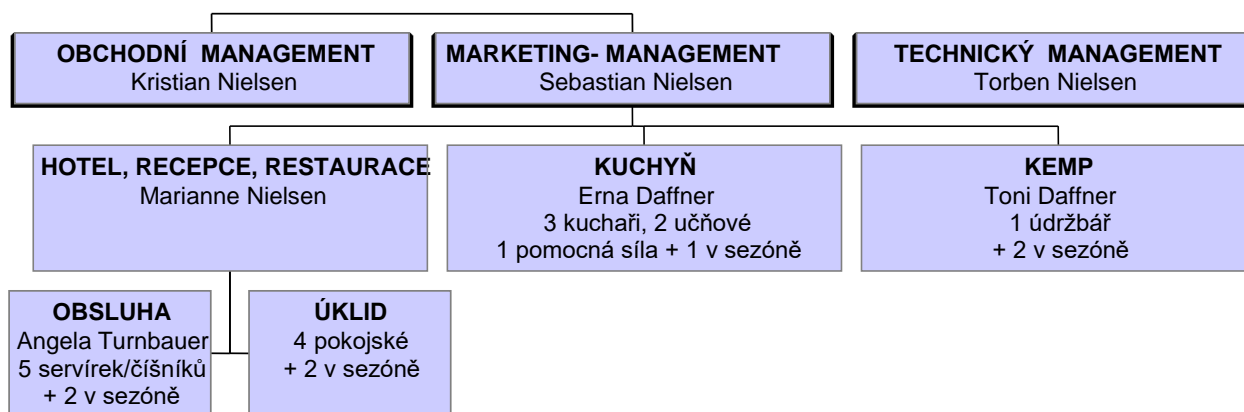 OBCHODNÍ MANAGEMENT
Kristian Nielsen
MARKETING- MANAGEMENT
Sebastian Nielsen
TECHNICKÝ MANAGEMENT
Torben Nielsen
HOTEL, RECEPCE, RESTAURACE
Marianne Nielsen
KUCHYŇ
Erna Daffner
3 kuchaři, 2 učňové
1 pomocná síla + 1 v sezóně
KEMP
Toni Daffner
1 údržbář
+ 2 v sezóně
OBSLUHA
Angela Turnbauer
5 servírek/číšníků
+ 2 v sezóně
ÚKLID
4 pokojské
+ 2 v sezóně